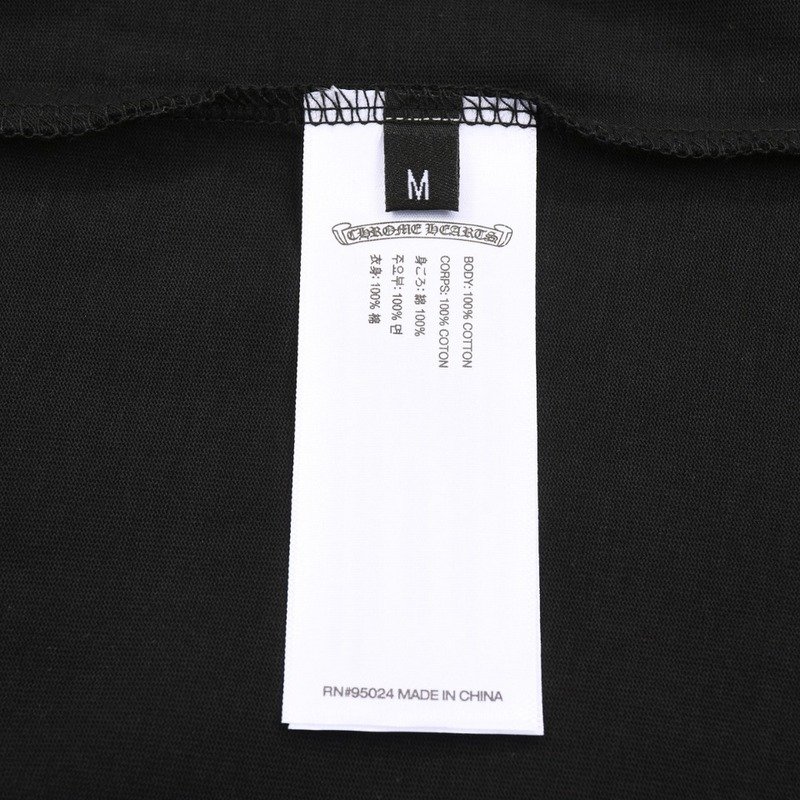 M
CHROME HEARTS
BODY: 100% COTTON
CORPS: 100% COTON
身ごろ: 綿 100%
주요부: 100% 면
衣身: 100% 棉
RN#95024 MADE IN CHINA